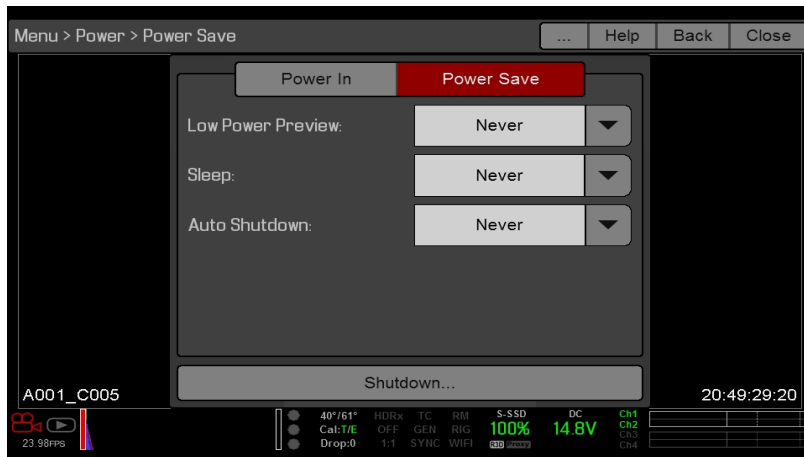 Menu > Power > Power Save
... Help Back Close
Power In Power Save
Low Power Preview: Never
Sleep: Never
Auto Shutdown: Never
Shutdown...
A001_C005 20:49:29:20
40°/61° HDRx TC RM S-SSD DC Ch1
Cal:T/E OFF GEN RIG 100% 14.8V Ch2
23.98FPS Drop:0 1:1 SYNC WIFI R3D Proxy Ch3
Ch4